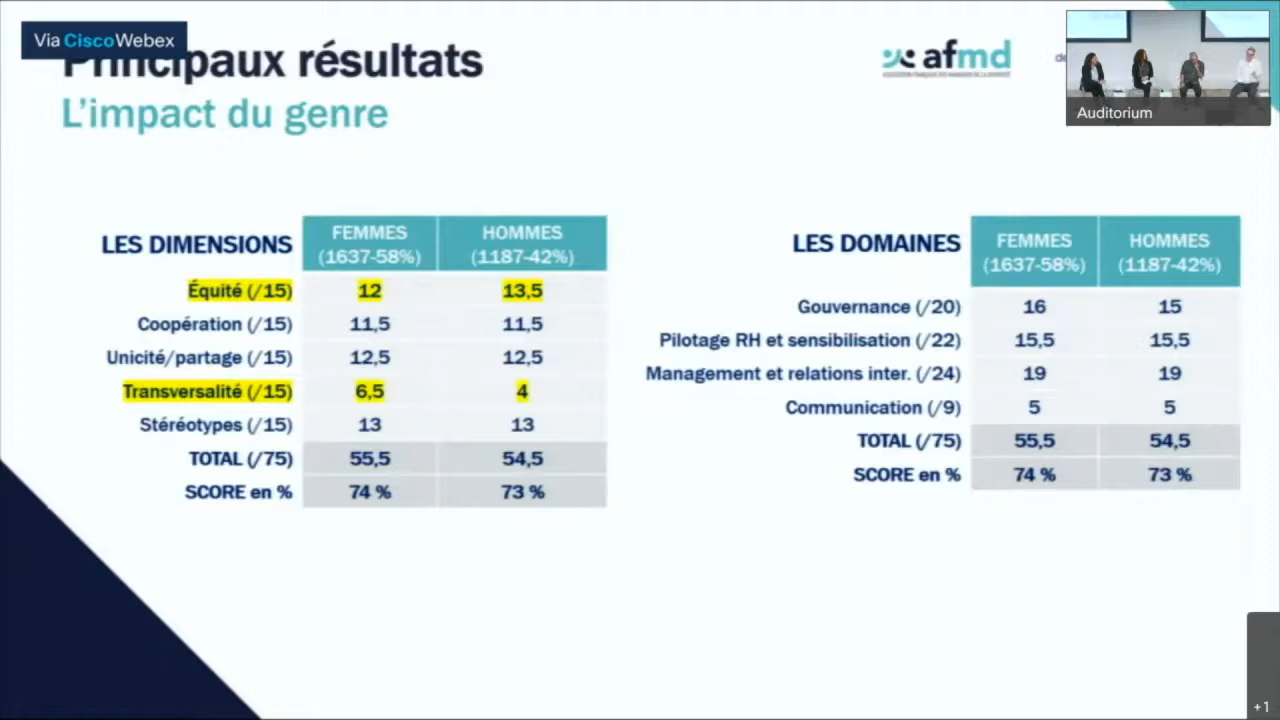 Via Cisco Webex
Principaux résultats
L'impact du genre
afmd
Auditorium
LES DIMENSIONS
FEMMES
(1637-58%)
HOMMES
(1187-42%)
Équité (/15) 12 13,5
Coopération (/15) 11,5 11,5
Unicité/partage (/15) 12,5 12,5
Transversalité (/15) 6,5 4
Stéréotypes (/15) 13 13
TOTAL (/75) 55,5 54,5
SCORE en % 74 % 73 %
LES DOMAINES
FEMMES
(1637-58%)
HOMMES
(1187-42%)
Gouvernance (/20) 16 15
Pilotage RH et sensibilisation (/22) 15,5 15,5
Management et relations inter. (/24) 19 19
Communication (/9) 5 5
TOTAL (/75) 55,5 54,5
SCORE en % 74 % 73 %
+1